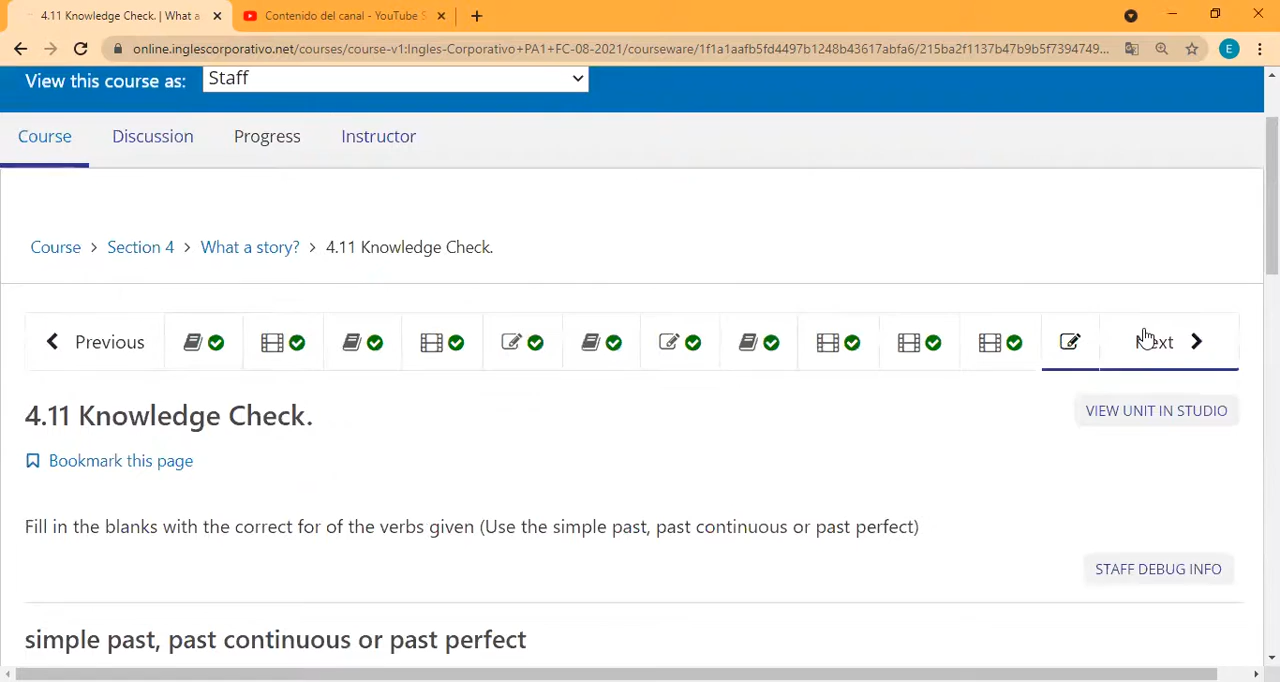 4.11 Knowledge Check. | What a
Contenido del canal - YouTube S
online.inglescorporativo.net/courses/course-v1:Ingles-Corporativo+PA1+FC-08-2021/courseware/1f1a1aafb5fd4497b1248b43617abfa6/215ba2f1137b47b9b5f7394749...
E
View this course as: Staff
Course Discussion Progress Instructor
Course > Section 4 > What a story? > 4.11 Knowledge Check.
Previous Next
4.11 Knowledge Check.
VIEW UNIT IN STUDIO
Bookmark this page
Fill in the blanks with the correct for of the verbs given (Use the simple past, past continuous or past perfect)
STAFF DEBUG INFO
simple past, past continuous or past perfect